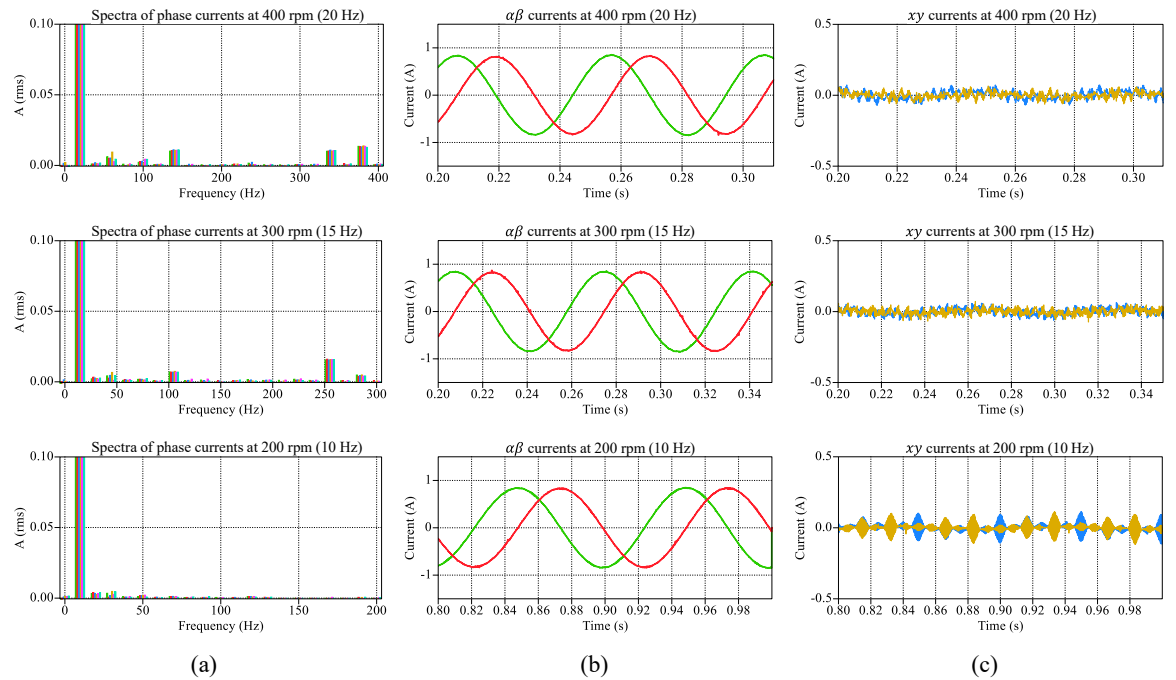 Spectra of phase currents at 400 rpm (20 Hz)
0.10
0.05
0.00
A (rms)
0 100 200 300 400
Frequency (Hz)
αβ currents at 400 rpm (20 Hz)
1
0
-1
Current (A)
0.20 0.22 0.24 0.26 0.28 0.30
Time (s)
xy currents at 400 rpm (20 Hz)
0.5
0.0
-0.5
Current (A)
0.20 0.22 0.24 0.26 0.28 0.30
Time (s)
Spectra of phase currents at 300 rpm (15 Hz)
0.10
0.05
0.00
A (rms)
0 50 100 150 200 250 300
Frequency (Hz)
αβ currents at 300 rpm (15 Hz)
1
0
-1
Current (A)
0.20 0.22 0.24 0.26 0.28 0.30 0.32 0.34
Time (s)
xy currents at 300 rpm (15 Hz)
0.5
0.0
-0.5
Current (A)
0.20 0.22 0.24 0.26 0.28 0.30 0.32 0.34
Time (s)
Spectra of phase currents at 200 rpm (10 Hz)
0.10
0.05
0.00
A (rms)
0 50 100 150 200
Frequency (Hz)
αβ currents at 200 rpm (10 Hz)
1
0
-1
Current (A)
0.80 0.82 0.84 0.86 0.88 0.90 0.92 0.94 0.96 0.98
Time (s)
xy currents at 200 rpm (10 Hz)
0.5
0.0
-0.5
Current (A)
0.80 0.82 0.84 0.86 0.88 0.90 0.92 0.94 0.96 0.98
Time (s)
(a)
(b)
(c)